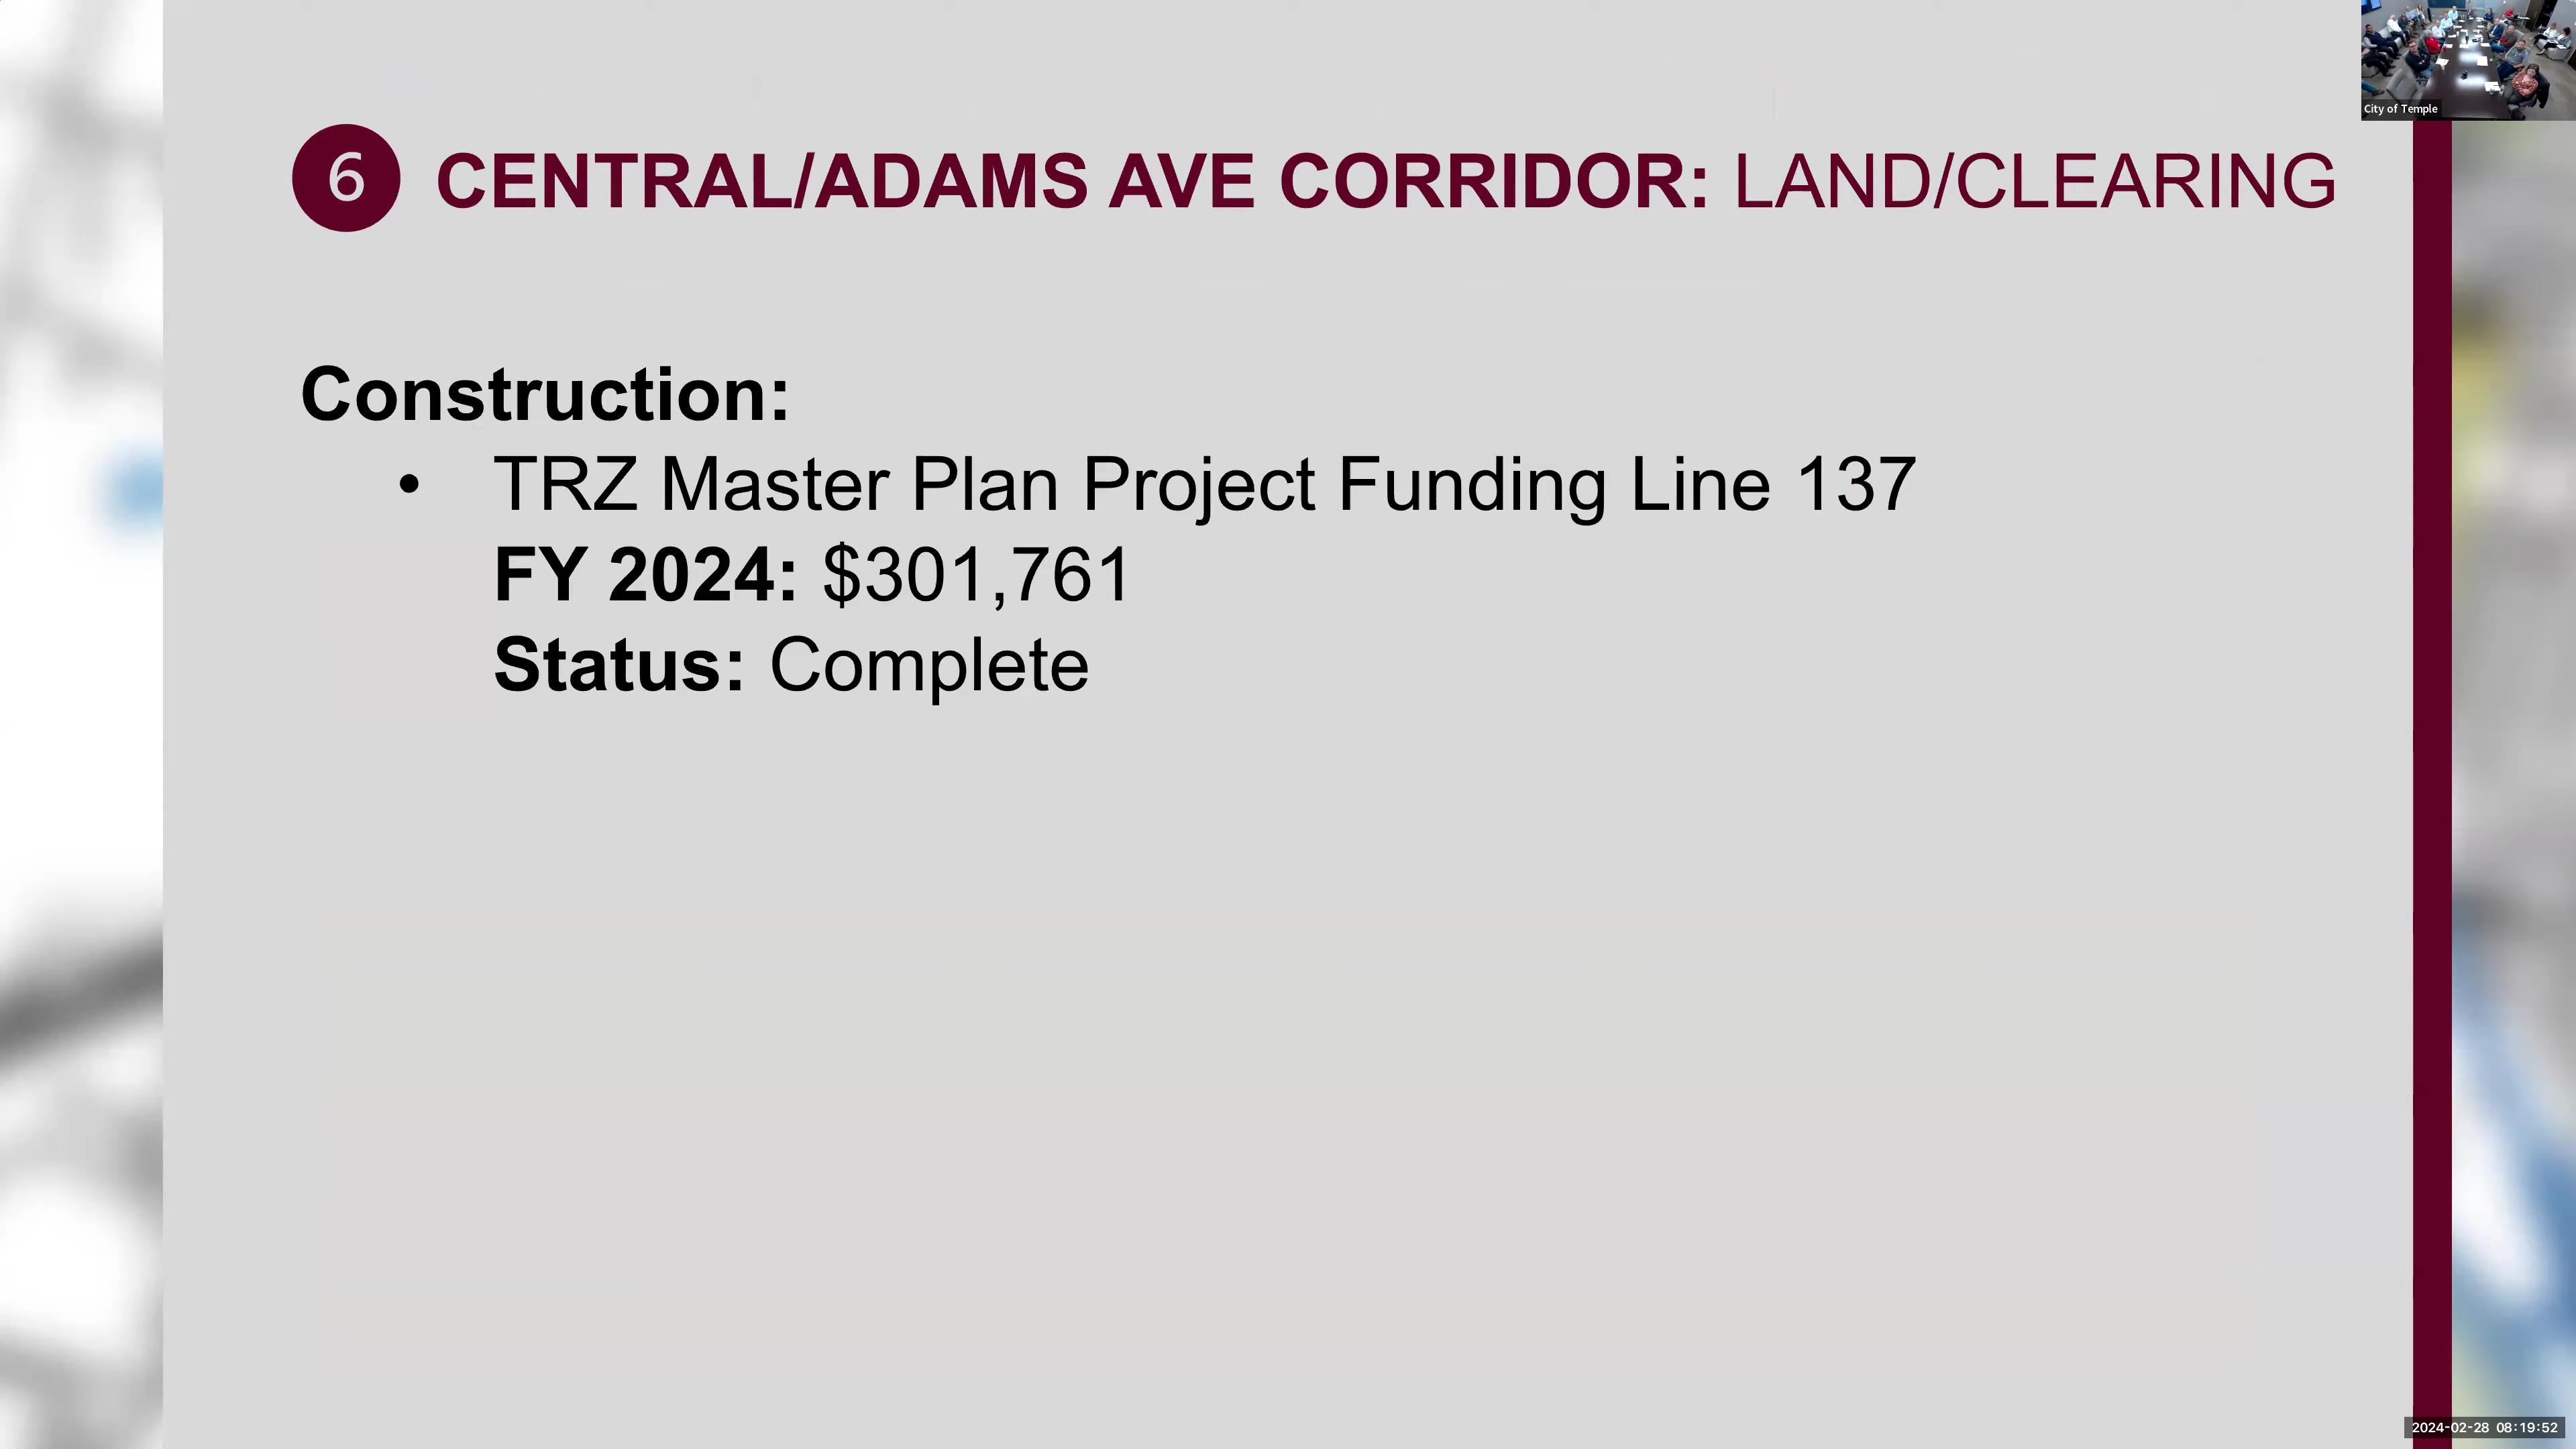 City of Temple
6 CENTRAL/ADAMS AVE CORRIDOR: LAND/CLEARING
Construction:
• TRZ Master Plan Project Funding Line 137
FY 2024: $301,761
Status: Complete
2024-02-28 08:19:52